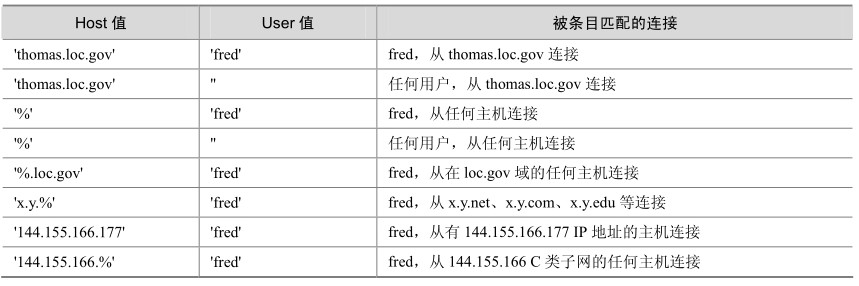 Host 值 User 值 被条目匹配的连接
'thomas.loc.gov' 'fred' fred，从 thomas.loc.gov 连接
'thomas.loc.gov' '' 任何用户，从 thomas.loc.gov 连接
'%' 'fred' fred，从任何主机连接
'%' '' 任何用户，从任何主机连接
'%.loc.gov' 'fred' fred，从在 loc.gov 域的任何主机连接
'x.y.%' 'fred' fred，从 x.y.net、x.y.com、x.y.edu 等连接
'144.155.166.177' 'fred' fred，从有 144.155.166.177 IP 地址的主机连接
'144.155.166.%' 'fred' fred，从 144.155.166 C 类子网的任何主机连接